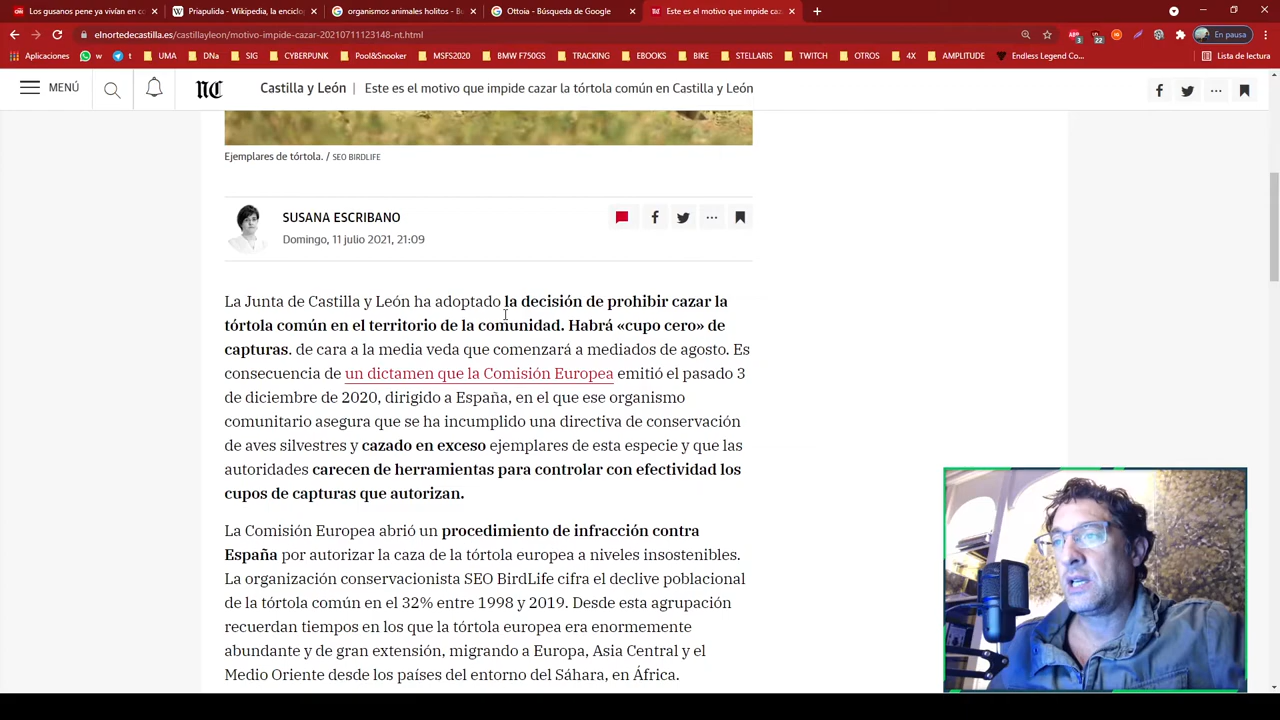 Los gusanos pene ya vivían en c
Priapulida - Wikipedia, la enciclop
organismos animales holitos - Bu
Ottoia - Búsqueda de Google
Este es el motivo que impide caz
elnortedecastilla.es/castillayleon/motivo-impide-cazar-20210711123148-nt.html
En pausa
Aplicaciones w t UMA DNa SIG CYBERPUNK Pool&Snooker MSFS2020 BMW F750GS TRACKING EBOOKS BIKE STELLARIS TWITCH OTROS 4X AMPLITUDE Endless Legend Co... Lista de lectura
MENÚ
Castilla y León | Este es el motivo que impide cazar la tórtola común en Castilla y León
Ejemplares de tórtola. / SEO BIRDLIFE
SUSANA ESCRIBANO
Domingo, 11 julio 2021, 21:09
La Junta de Castilla y León ha adoptado la decisión de prohibir cazar la
tórtola común en el territorio de la comunidad. Habrá «cupo cero» de
capturas. de cara a la media veda que comenzará a mediados de agosto. Es
consecuencia de un dictamen que la Comisión Europea emitió el pasado 3
de diciembre de 2020, dirigido a España, en el que ese organismo
comunitario asegura que se ha incumplido una directiva de conservación
de aves silvestres y cazado en exceso ejemplares de esta especie y que las
autoridades carecen de herramientas para controlar con efectividad los
cupos de capturas que autorizan.
La Comisión Europea abrió un procedimiento de infracción contra
España por autorizar la caza de la tórtola europea a niveles insostenibles.
La organización conservacionista SEO BirdLife cifra el declive poblacional
de la tórtola común en el 32% entre 1998 y 2019. Desde esta agrupación
recuerdan tiempos en los que la tórtola europea era enormemente
abundante y de gran extensión, migrando a Europa, Asia Central y el
Medio Oriente desde los países del entorno del Sáhara, en África.